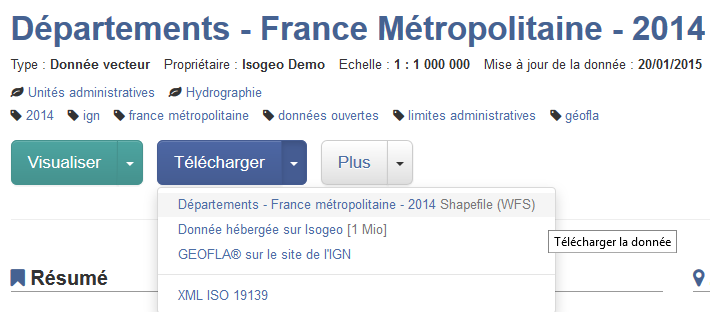 Départements - France Métropolitaine - 2014
Type : Donnée vecteur Propriétaire : Isogeo Demo Echelle : 1 : 1 000 000 Mise à jour de la donnée : 20/01/2015
Unités administratives Hydrographie
2014 ign france métropolitaine données ouvertes limites administratives géofla
Visualiser Télécharger Plus
Départements - France métropolitaine - 2014 Shapefile (WFS)
Donnée hébergée sur Isogeo [1 Mio]
Télécharger la donnée
GEOFLA® sur le site de l'IGN
Résumé
XML ISO 19139